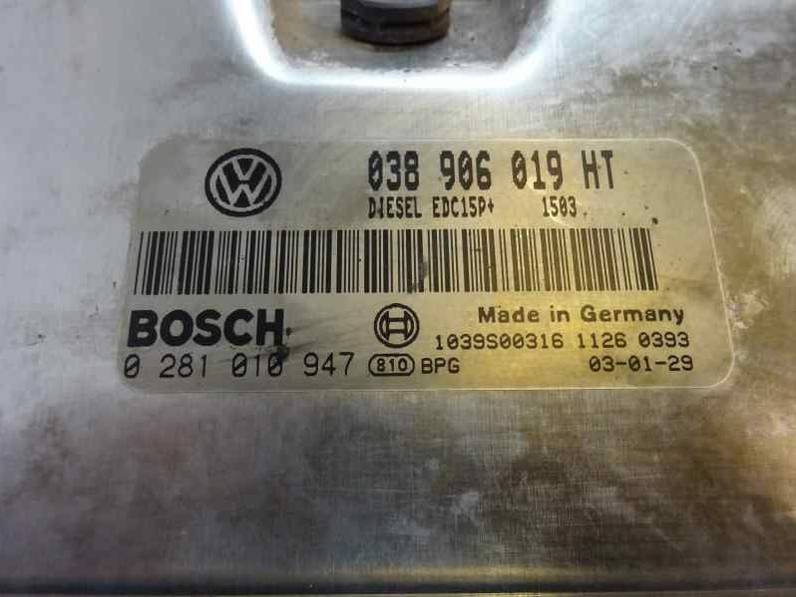 038 906 019 HT
DIESEL EDC15P+ 1503
BOSCH Made in Germany
1039S00316 1126 0393
0 281 010 947 810 BPG 03-01-29